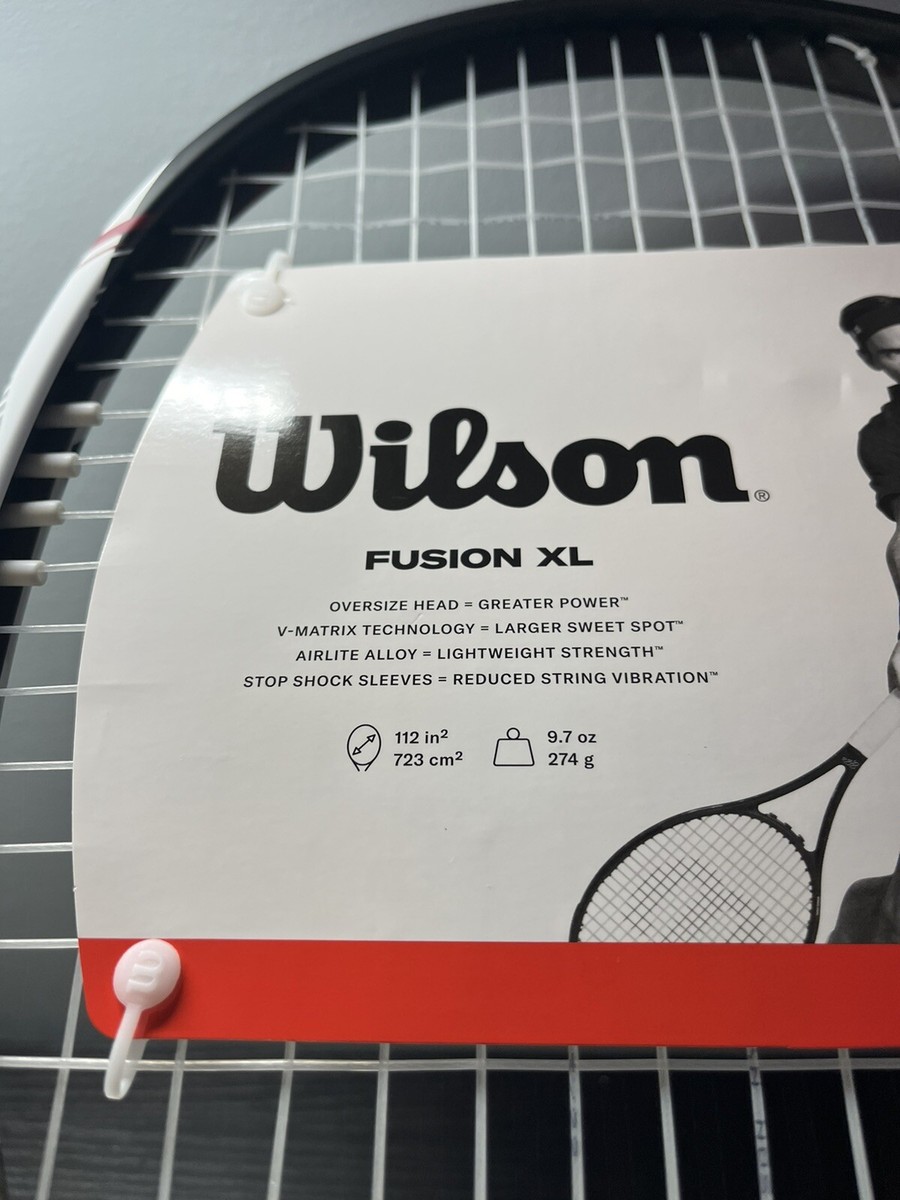 Wilson®
FUSION XL
OVERSIZE HEAD = GREATER POWER™
V-MATRIX TECHNOLOGY = LARGER SWEET SPOT™
AIRLITE ALLOY = LIGHTWEIGHT STRENGTH™
STOP SHOCK SLEEVES = REDUCED STRING VIBRATION™
112 in² 9.7 oz
723 cm² 274 g